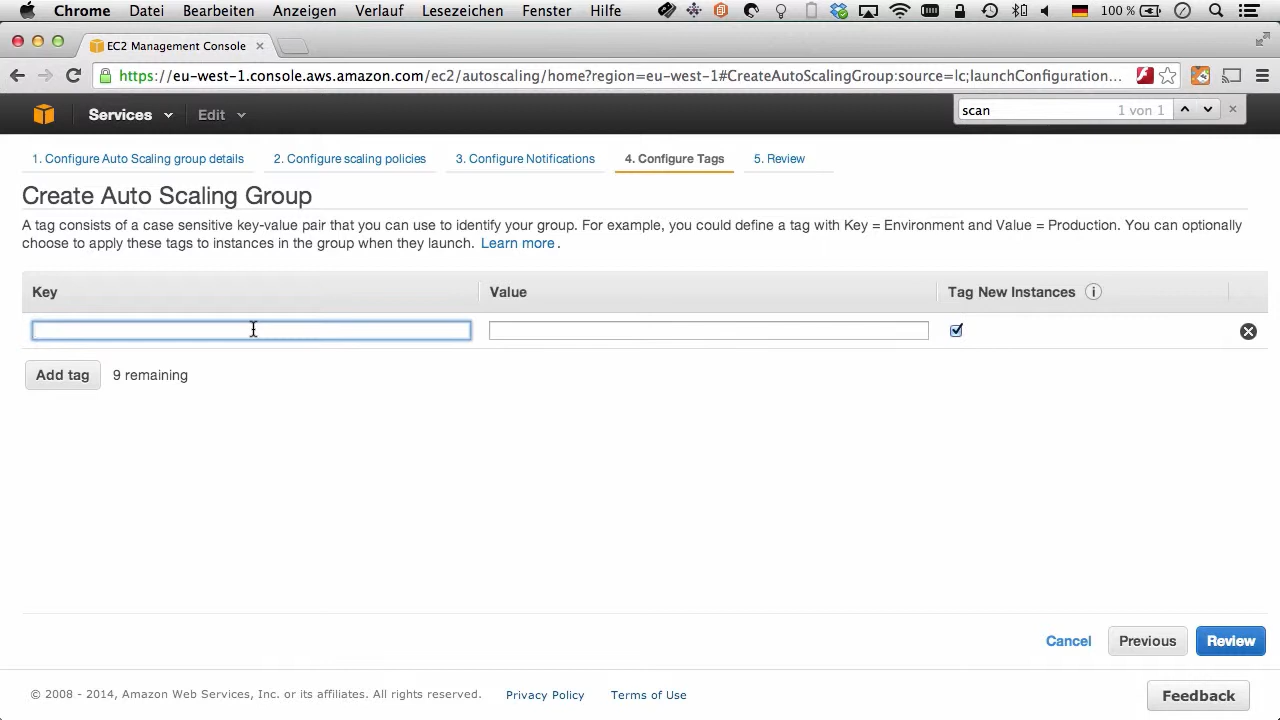 Chrome Datei Bearbeiten Anzeigen Verlauf Lesezeichen Fenster Hilfe 100 %
EC2 Management Console
https://eu-west-1.console.aws.amazon.com/ec2/autoscaling/home?region=eu-west-1#CreateAutoScalingGroup:source=lc;launchConfiguration...
Services Edit
scan 1 von 1
1. Configure Auto Scaling group details 2. Configure scaling policies 3. Configure Notifications 4. Configure Tags 5. Review
Create Auto Scaling Group
A tag consists of a case sensitive key-value pair that you can use to identify your group. For example, you could define a tag with Key = Environment and Value = Production. You can optionally
choose to apply these tags to instances in the group when they launch. Learn more.
Key Value Tag New Instances i
Add tag 9 remaining
Cancel Previous Review
© 2008 - 2014, Amazon Web Services, Inc. or its affiliates. All rights reserved. Privacy Policy Terms of Use Feedback